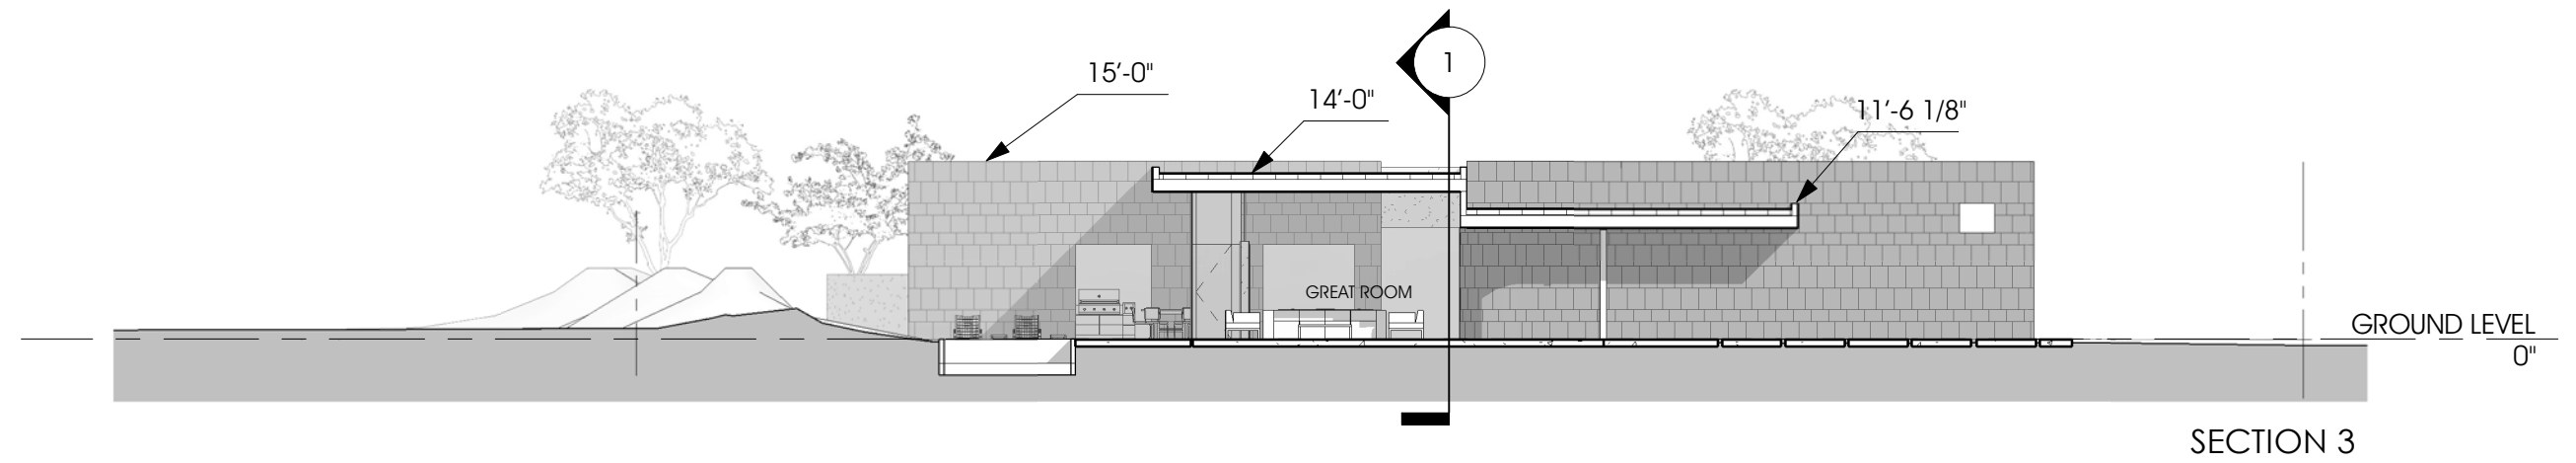 1
15'-0"
14'-0"
11'-6 1/8"
GREAT ROOM
GROUND LEVEL
0"
SECTION 3